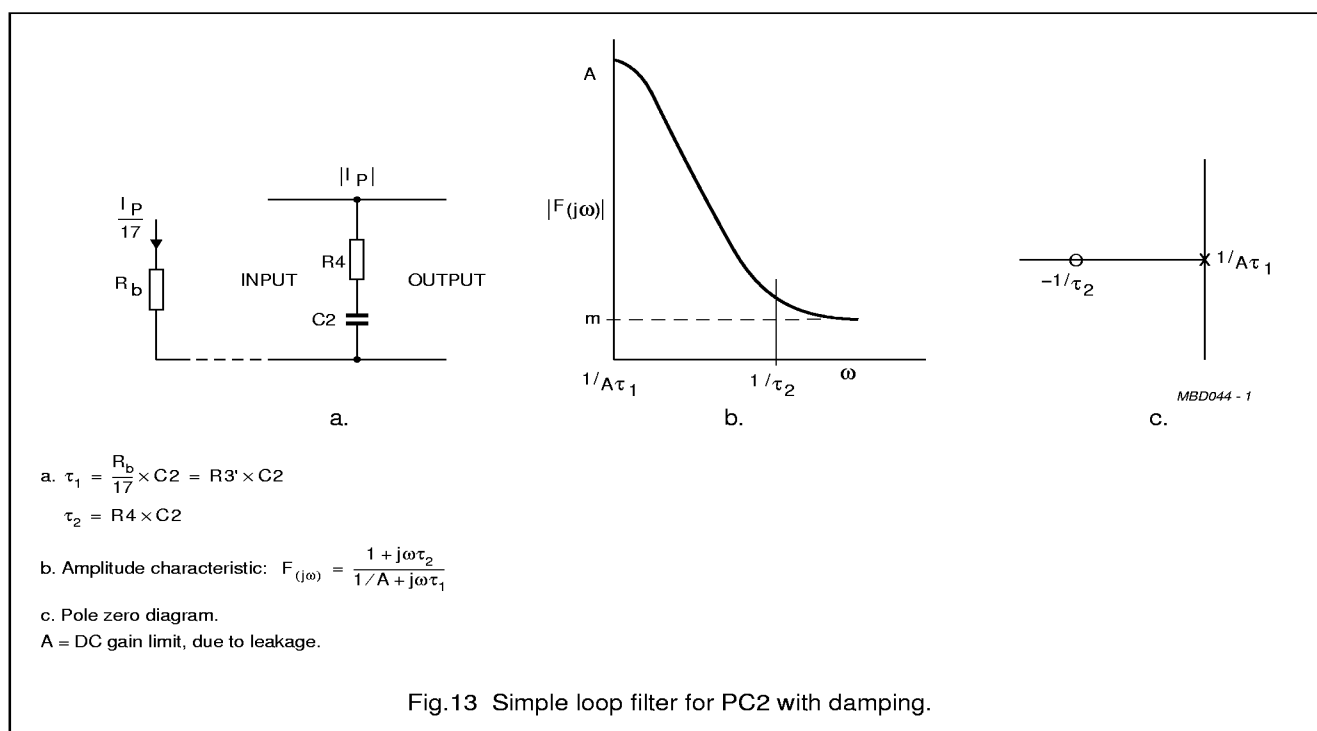 |I_P|
I_P
17
R_b
INPUT
R4
OUTPUT
C2
a.
A
|F(jω)|
m
1/Aτ1
1/τ2
ω
b.
−1/τ2
1/Aτ1
MBD044 - 1
c.
a. τ1 = R_b/17 × C2 = R3' × C2
τ2 = R4 × C2
b. Amplitude characteristic: F(jω) = (1 + jωτ2)/(1/A + jωτ1)
c. Pole zero diagram.
A = DC gain limit, due to leakage.
Fig.13 Simple loop filter for PC2 with damping.